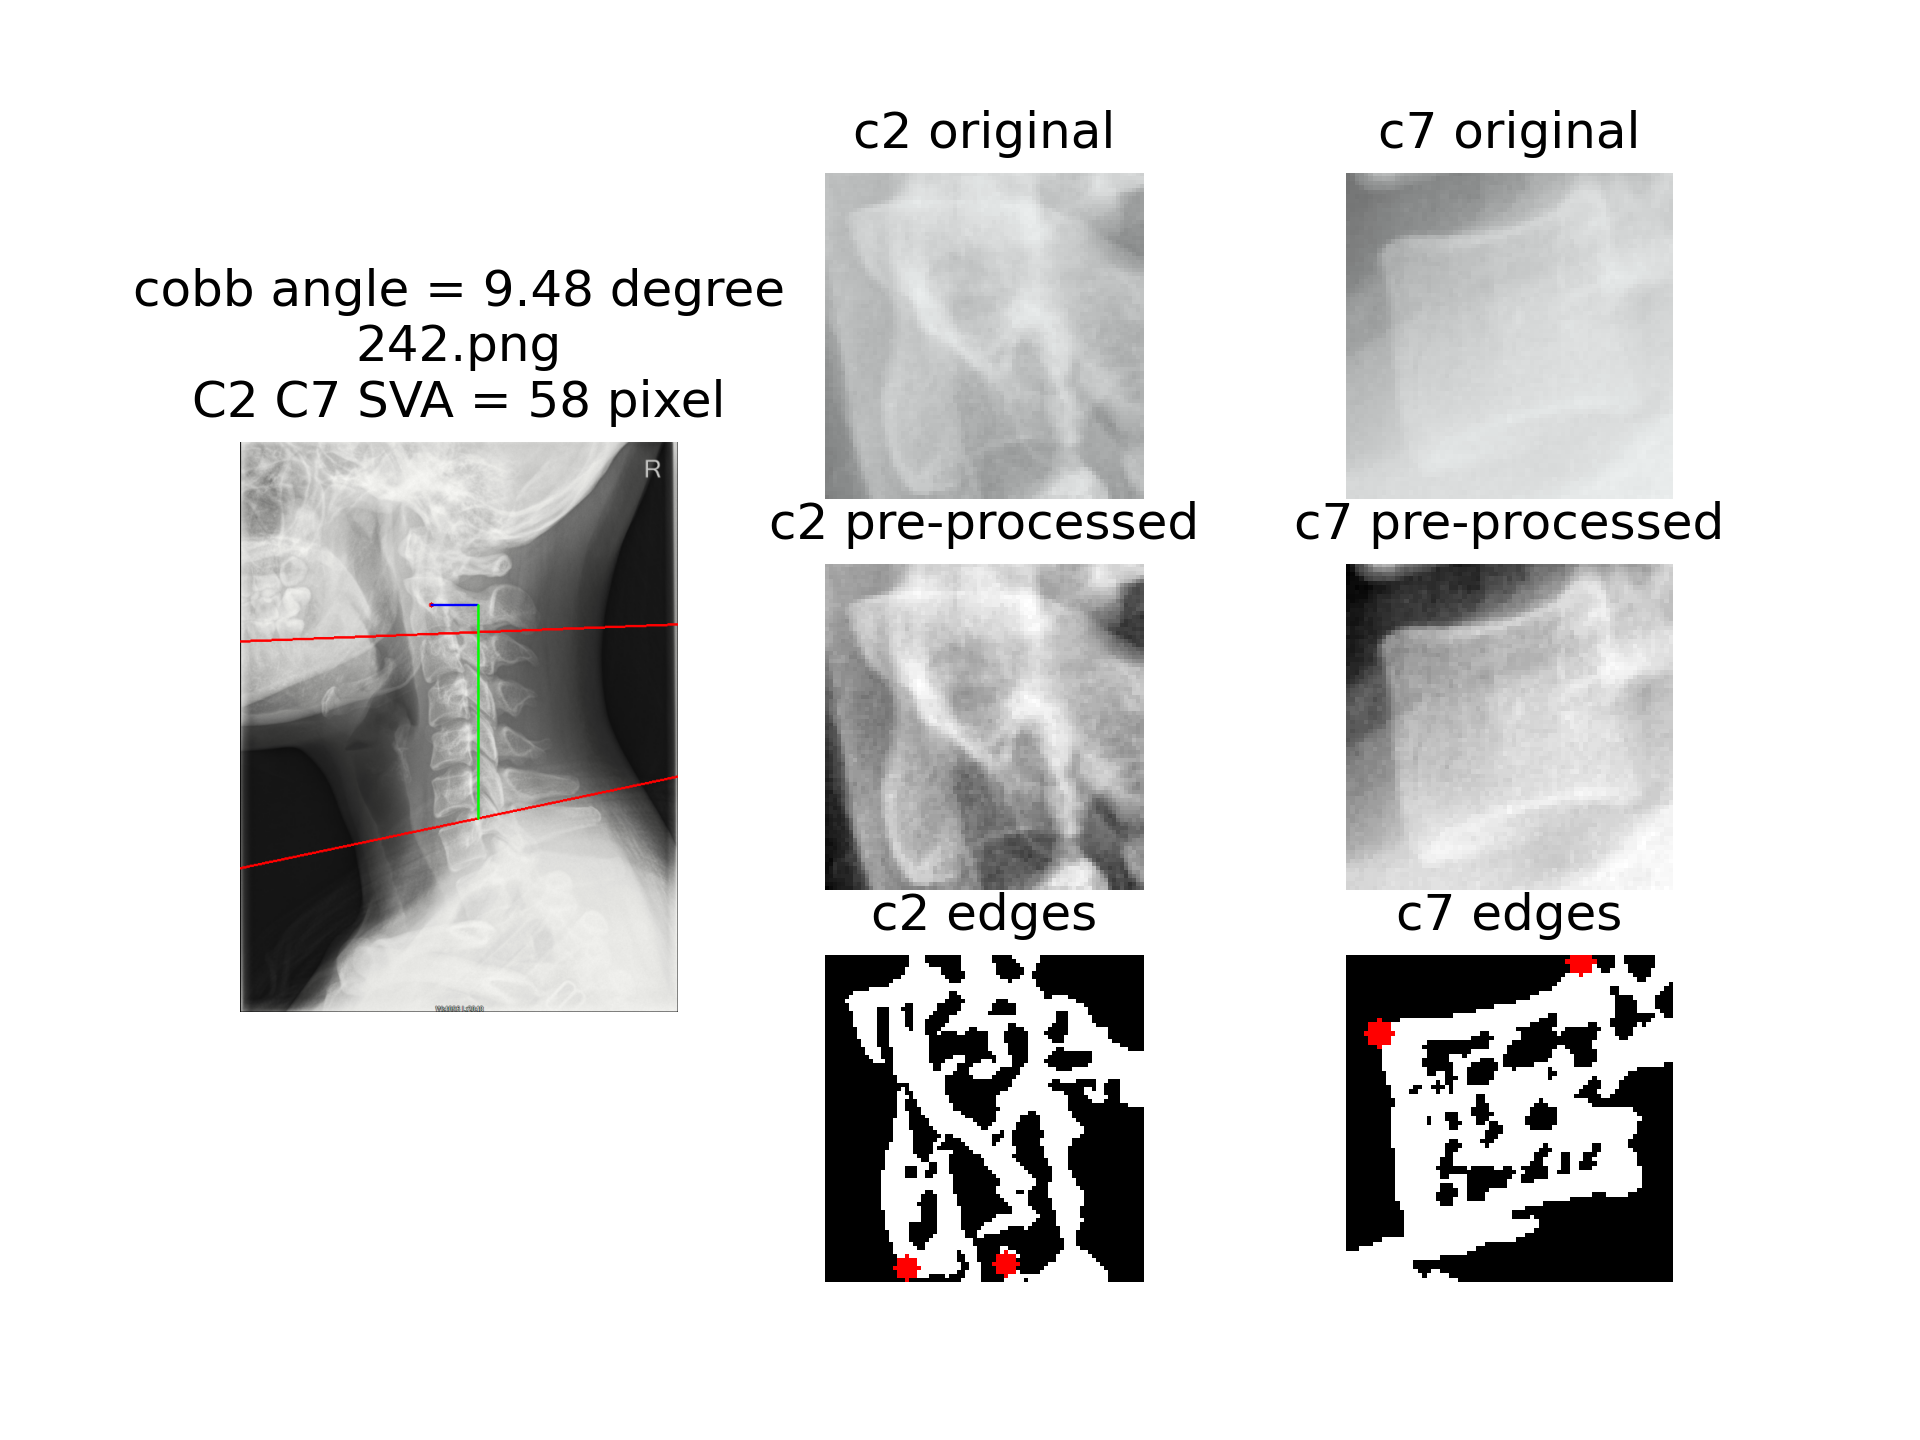 cobb angle = 9.48 degree
242.png
C2 C7 SVA = 58 pixel
R
c2 original
c7 original
c2 pre-processed
c7 pre-processed
c2 edges
c7 edges